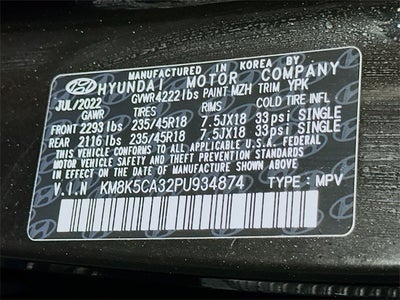 MANUFACTURED IN KOREA BY
HYUNDAI MOTOR COMPANY
JUL/2022 GVWR4222lbs PAINT MZH TRIM YPK
GAWR TIRES RIMS COLD TIRE INF.
FRONT 2293lbs 235/45R18 7.5JX18 33psi SINGLE
REAR 2116lbs 235/45R18 7.5JX18 33psi SINGLE
THIS VEHICLE CONFORMS TO ALL APPLICABLE U.S.A. FEDERAL
MOTOR VEHICLE SAFETY, BUMPER, AND THEFT PREVENTION
STANDARDS IN EFFECT ON THE DATE OF MANUFACTURE SHOWN ABOVE.
V.I.N KM8K5CA32PU934874 TYPE: MPV